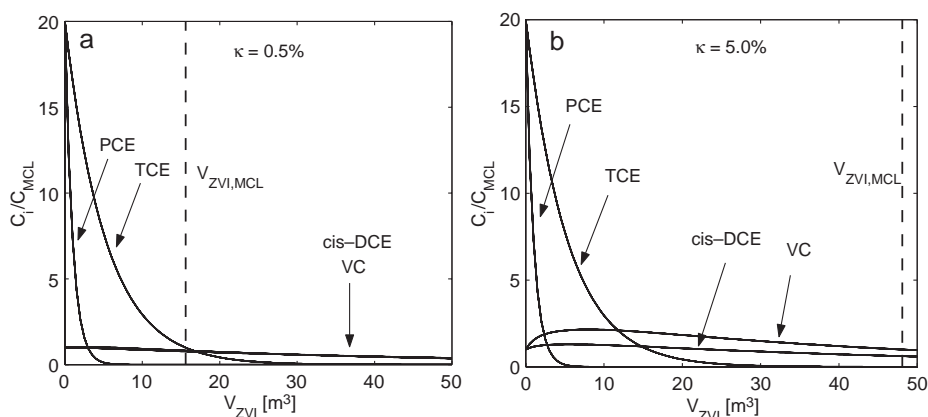 a
κ = 0.5%
PCE
TCE
V_ZVI,MCL
cis–DCE
VC
C_i/C_MCL
20
15
10
5
0
0 10 20 30 40 50
V_ZVI [m³]
b
κ = 5.0%
PCE
TCE
V_ZVI,MCL
cis–DCE
VC
C_i/C_MCL
20
15
10
5
0
0 10 20 30 40 50
V_ZVI [m³]